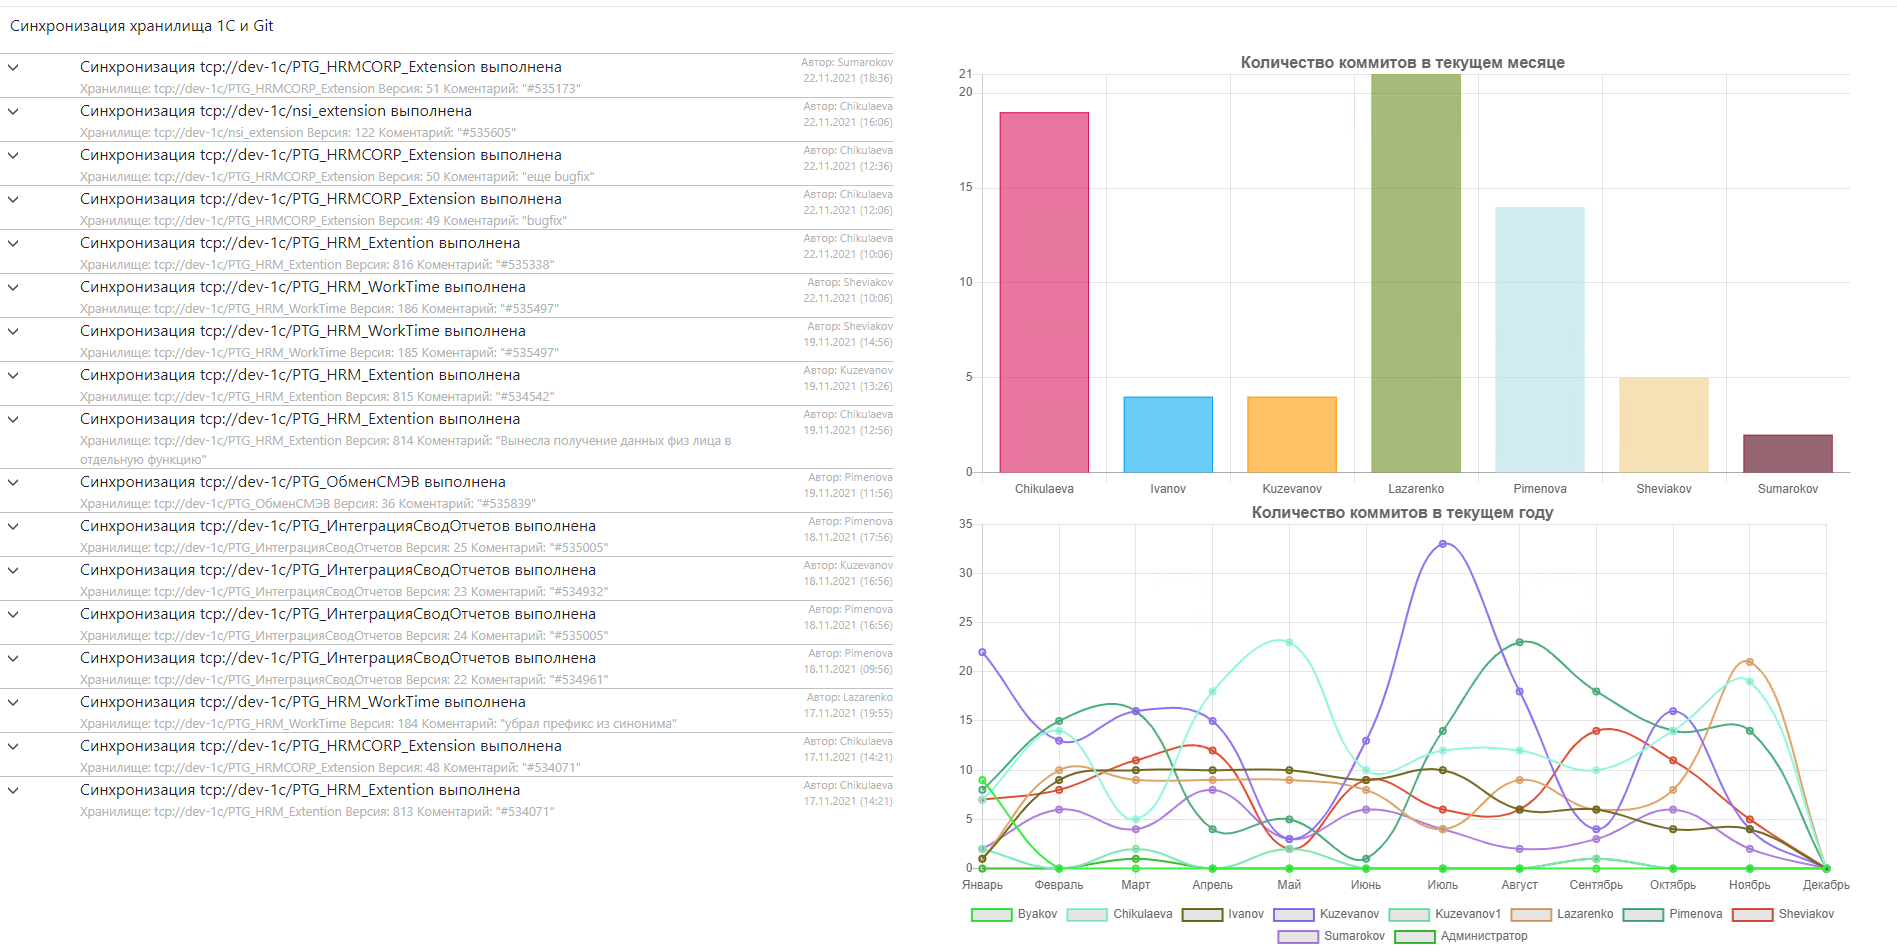 Синхронизация хранилища 1С и Git
Синхронизация tcp://dev-1c/PTG_HRMCORP_Extension выполнена
Автор: Sumarokov
22.11.2021 (18:36)
Хранилище: tcp://dev-1c/PTG_HRMCORP_Extension Версия: 51 Коментарий: "#535173"
Синхронизация tcp://dev-1c/nsi_extension выполнена
Автор: Chikulaeva
22.11.2021 (16:06)
Хранилище: tcp://dev-1c/nsi_extension Версия: 122 Коментарий: "#535605"
Синхронизация tcp://dev-1c/PTG_HRMCORP_Extension выполнена
Автор: Chikulaeva
22.11.2021 (12:36)
Хранилище: tcp://dev-1c/PTG_HRMCORP_Extension Версия: 50 Коментарий: "еще bugfix"
Синхронизация tcp://dev-1c/PTG_HRMCORP_Extension выполнена
Автор: Chikulaeva
22.11.2021 (12:06)
Хранилище: tcp://dev-1c/PTG_HRMCORP_Extension Версия: 49 Коментарий: "bugfix"
Синхронизация tcp://dev-1c/PTG_HRM_Extention выполнена
Автор: Chikulaeva
22.11.2021 (10:06)
Хранилище: tcp://dev-1c/PTG_HRM_Extention Версия: 816 Коментарий: "#535338"
Синхронизация tcp://dev-1c/PTG_HRM_WorkTime выполнена
Автор: Sheviakov
22.11.2021 (10:06)
Хранилище: tcp://dev-1c/PTG_HRM_WorkTime Версия: 186 Коментарий: "#535497"
Синхронизация tcp://dev-1c/PTG_HRM_WorkTime выполнена
Автор: Sheviakov
19.11.2021 (14:56)
Хранилище: tcp://dev-1c/PTG_HRM_WorkTime Версия: 185 Коментарий: "#535497"
Синхронизация tcp://dev-1c/PTG_HRM_Extention выполнена
Автор: Kuzevanov
19.11.2021 (13:26)
Хранилище: tcp://dev-1c/PTG_HRM_Extention Версия: 815 Коментарий: "#534542"
Синхронизация tcp://dev-1c/PTG_HRM_Extention выполнена
Автор: Chikulaeva
19.11.2021 (12:56)
Хранилище: tcp://dev-1c/PTG_HRM_Extention Версия: 814 Коментарий: "Вынесла получение данных физ лица в
отдельную функцию"
Синхронизация tcp://dev-1c/PTG_ОбменСМЭВ выполнена
Автор: Pimenova
19.11.2021 (11:56)
Хранилище: tcp://dev-1c/PTG_ОбменСМЭВ Версия: 36 Коментарий: "#535839"
Синхронизация tcp://dev-1c/PTG_ИнтеграцияСводОтчетов выполнена
Автор: Pimenova
18.11.2021 (17:56)
Хранилище: tcp://dev-1c/PTG_ИнтеграцияСводОтчетов Версия: 25 Коментарий: "#535005"
Синхронизация tcp://dev-1c/PTG_ИнтеграцияСводОтчетов выполнена
Автор: Kuzevanov
18.11.2021 (16:56)
Хранилище: tcp://dev-1c/PTG_ИнтеграцияСводОтчетов Версия: 23 Коментарий: "#534932"
Синхронизация tcp://dev-1c/PTG_ИнтеграцияСводОтчетов выполнена
Автор: Pimenova
18.11.2021 (16:56)
Хранилище: tcp://dev-1c/PTG_ИнтеграцияСводОтчетов Версия: 24 Коментарий: "#535005"
Синхронизация tcp://dev-1c/PTG_ИнтеграцияСводОтчетов выполнена
Автор: Pimenova
18.11.2021 (09:56)
Хранилище: tcp://dev-1c/PTG_ИнтеграцияСводОтчетов Версия: 22 Коментарий: "#534961"
Синхронизация tcp://dev-1c/PTG_HRM_WorkTime выполнена
Автор: Lazarenko
17.11.2021 (19:55)
Хранилище: tcp://dev-1c/PTG_HRM_WorkTime Версия: 184 Коментарий: "убрал префикс из синонима"
Синхронизация tcp://dev-1c/PTG_HRMCORP_Extension выполнена
Автор: Chikulaeva
17.11.2021 (14:21)
Хранилище: tcp://dev-1c/PTG_HRMCORP_Extension Версия: 48 Коментарий: "#534071"
Синхронизация tcp://dev-1c/PTG_HRM_Extention выполнена
Автор: Chikulaeva
17.11.2021 (14:21)
Хранилище: tcp://dev-1c/PTG_HRM_Extention Версия: 813 Коментарий: "#534071"
Количество коммитов в текущем месяце
21
20
15
10
5
0
Chikulaeva Ivanov Kuzevanov Lazarenko Pimenova Sheviakov Sumarokov
Количество коммитов в текущем году
35
30
25
20
15
10
5
0
Январь Февраль Март Апрель Май Июнь Июль Август Сентябрь Октябрь Ноябрь Декабрь
Byakov Chikulaeva Ivanov Kuzevanov Kuzevanov1 Lazarenko Pimenova Sheviakov
Sumarokov Администратор